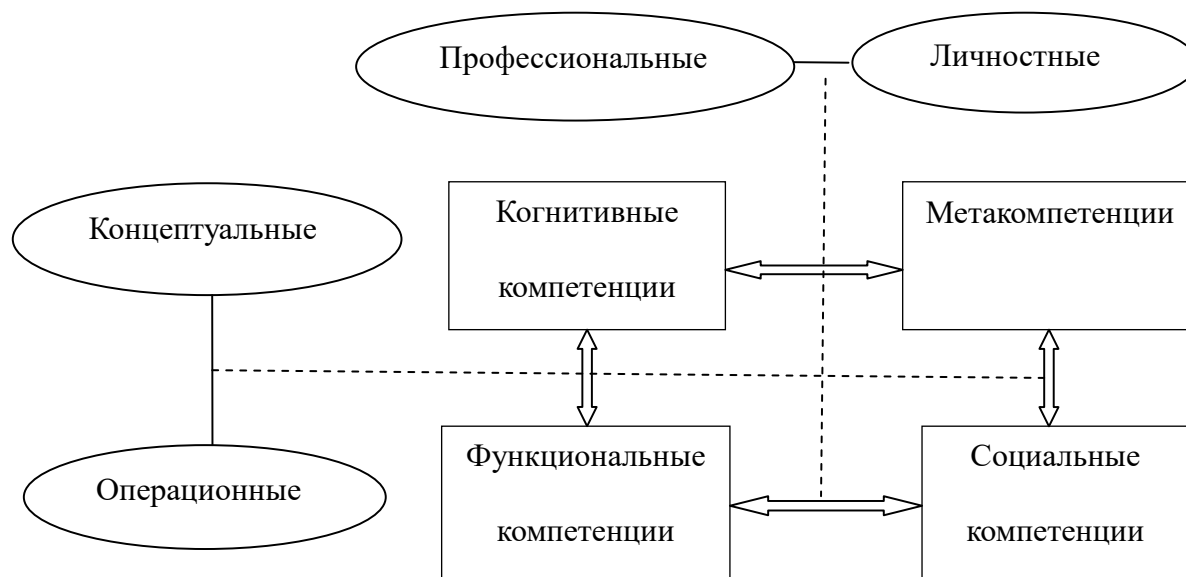 Профессиональные
Личностные
Концептуальные
Когнитивные
компетенции
Метакомпетенции
Операционные
Функциональные
компетенции
Социальные
компетенции